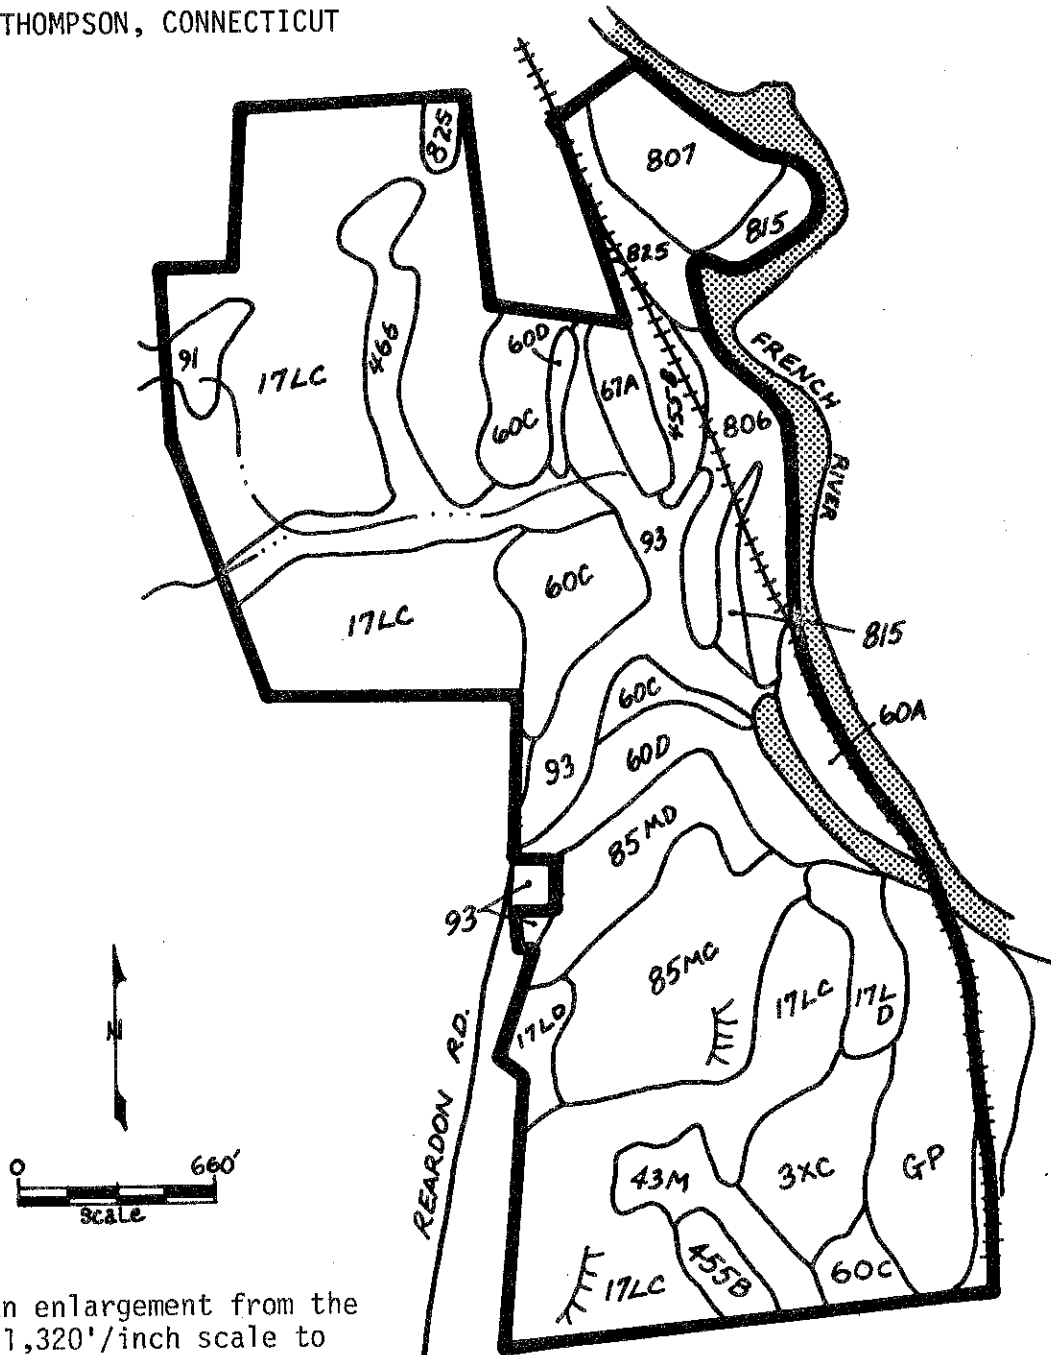 THOMPSON, CONNECTICUT
825
807
815
825
466
91
17LC
60D
67A
455B
60C
806
FRENCH
RIVER
93
60C
17LC
815
60C
60A
93
60D
85MD
93
85MC
17LC
17L
D
17LD
N
REARDON RD.
0 660'
Scale
43M
3XC
GP
455B
60C
17LC
n enlargement from the
1,320'/inch scale to